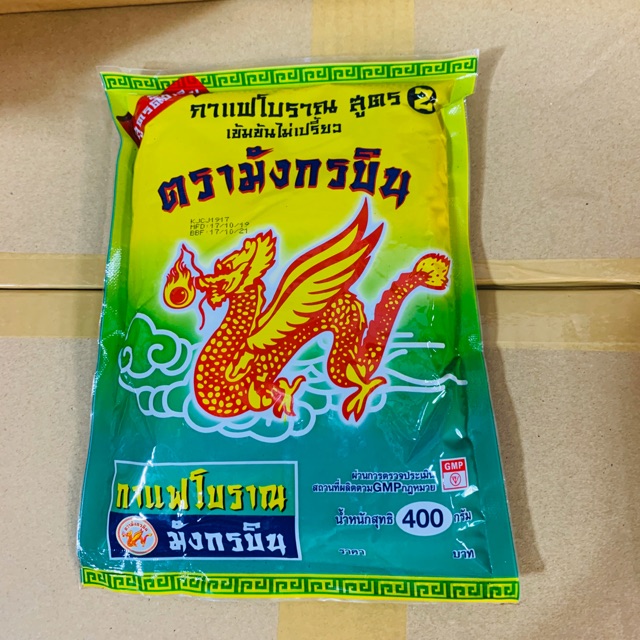 กาแฟโบราณ สูตร 2
เข้มข้นไม่เปรี้ยว
ตรามังกรบิน
KJCJ1917
MFD 17/10/19
BBF 17/10/21
ผ่านการตรวจประเมิน
สถานที่ผลิตตามGMPกฎหมาย
GMP
กาแฟโบราณ
มังกรบิน
น้ำหนักสุทธิ 400 กรัม
ราคา บาท